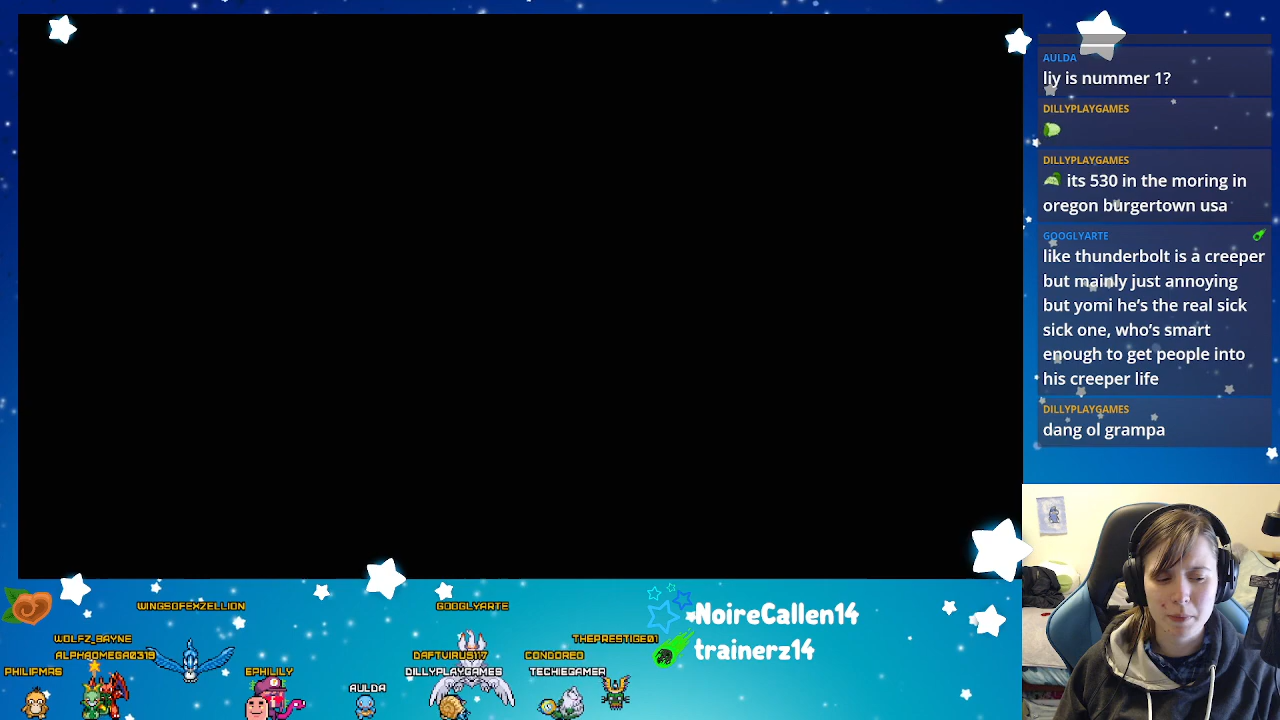 AULDA
liy is nummer 1?
DILLYPLAYGAMES
DILLYPLAYGAMES
its 530 in the moring in
oregon burgertown usa
GOOGLYARTE
like thunderbolt is a creeper
but mainly just annoying
but yomi he's the real sick
sick one, who's smart
enough to get people into
his creeper life
DILLYPLAYGAMES
dang ol grampa
WINGSOFEXZELLION
GOOGLYARTE
NoireCallen14
trainerz14
WOLFZ_BAYNE
ALPHAOMEGA0319
PHILIPMAS
EPHILILY
AULDA
DAFTVIRUS117
DILLYPLAYGAMES
THEPRESTIGE01
CONDOREO
TECHIEGAMER